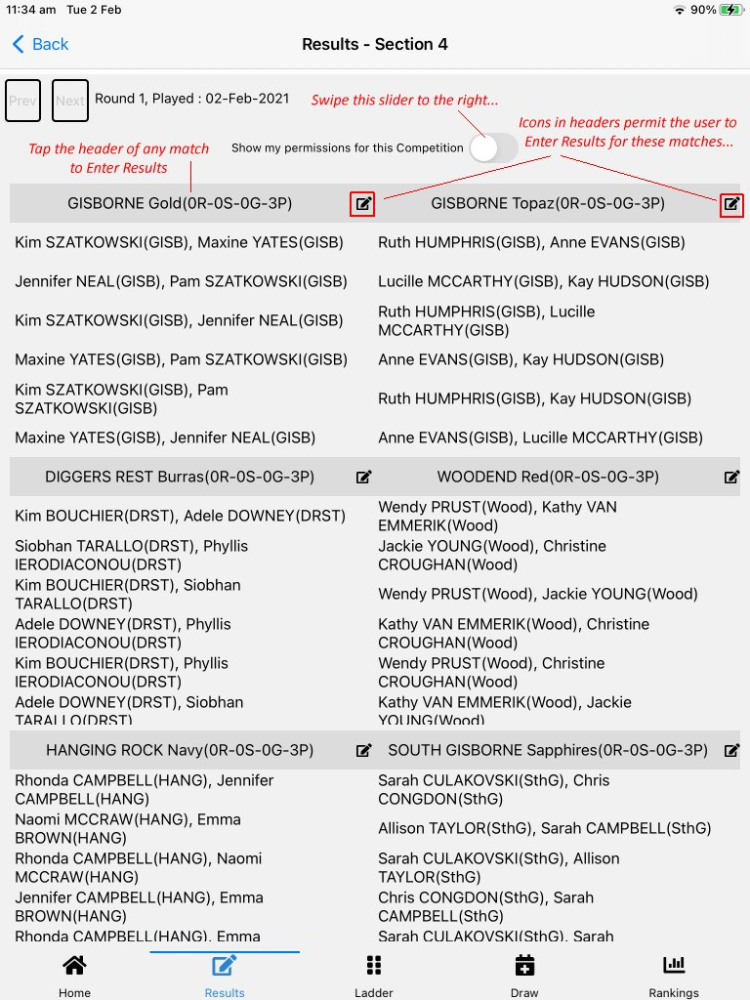 11:34 am Tue 2 Feb
90%
Back
Results - Section 4
Prev
Next
Round 1, Played : 02-Feb-2021
Swipe this slider to the right...
Icons in headers permit the user to
Enter Results for these matches...
Tap the header of any match
to Enter Results
Show my permissions for this Competition
GISBORNE Gold(0R-0S-0G-3P)
GISBORNE Topaz(0R-0S-0G-3P)
Kim SZATKOWSKI(GISB), Maxine YATES(GISB)
Ruth HUMPHRIS(GISB), Anne EVANS(GISB)
Jennifer NEAL(GISB), Pam SZATKOWSKI(GISB)
Lucille MCCARTHY(GISB), Kay HUDSON(GISB)
Kim SZATKOWSKI(GISB), Jennifer NEAL(GISB)
Ruth HUMPHRIS(GISB), Lucille
MCCARTHY(GISB)
Maxine YATES(GISB), Pam SZATKOWSKI(GISB)
Anne EVANS(GISB), Kay HUDSON(GISB)
Kim SZATKOWSKI(GISB), Pam
SZATKOWSKI(GISB)
Ruth HUMPHRIS(GISB), Kay HUDSON(GISB)
Maxine YATES(GISB), Jennifer NEAL(GISB)
Anne EVANS(GISB), Lucille MCCARTHY(GISB)
DIGGERS REST Burras(0R-0S-0G-3P)
WOODEND Red(0R-0S-0G-3P)
Kim BOUCHIER(DRST), Adele DOWNEY(DRST)
Wendy PRUST(Wood), Kathy VAN
EMMERIK(Wood)
Siobhan TARALLO(DRST), Phyllis
IERODIACONOU(DRST)
Jackie YOUNG(Wood), Christine
CROUGHAN(Wood)
Kim BOUCHIER(DRST), Siobhan
TARALLO(DRST)
Wendy PRUST(Wood), Jackie YOUNG(Wood)
Adele DOWNEY(DRST), Phyllis
IERODIACONOU(DRST)
Kathy VAN EMMERIK(Wood), Christine
CROUGHAN(Wood)
Kim BOUCHIER(DRST), Phyllis
IERODIACONOU(DRST)
Wendy PRUST(Wood), Christine
CROUGHAN(Wood)
Adele DOWNEY(DRST), Siobhan
TARALLO(DRST)
Kathy VAN EMMERIK(Wood), Jackie
YOUNG(Wood)
HANGING ROCK Navy(0R-0S-0G-3P)
SOUTH GISBORNE Sapphires(0R-0S-0G-3P)
Rhonda CAMPBELL(HANG), Jennifer
CAMPBELL(HANG)
Sarah CULAKOVSKI(SthG), Chris
CONGDON(SthG)
Naomi MCCRAW(HANG), Emma
BROWN(HANG)
Allison TAYLOR(SthG), Sarah CAMPBELL(SthG)
Rhonda CAMPBELL(HANG), Naomi
MCCRAW(HANG)
Sarah CULAKOVSKI(SthG), Allison
TAYLOR(SthG)
Jennifer CAMPBELL(HANG), Emma
BROWN(HANG)
Chris CONGDON(SthG), Sarah
CAMPBELL(SthG)
Rhonda CAMPBELL(HANG), Emma
Sarah CULAKOVSKI(SthG), Sarah
Home
Results
Ladder
Draw
Rankings